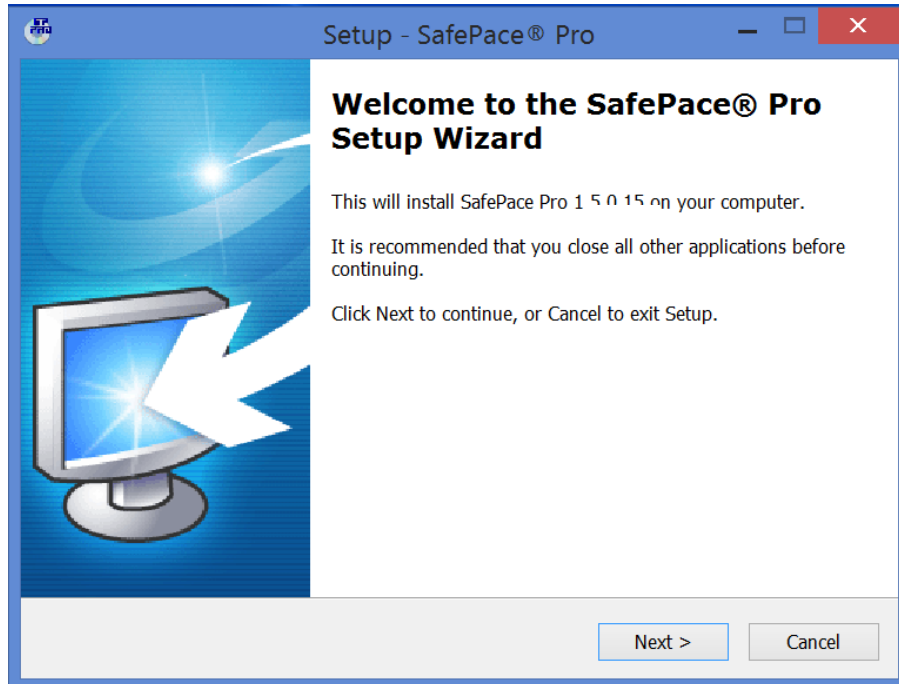 Setup - SafePace® Pro
Welcome to the SafePace® Pro
Setup Wizard
This will install SafePace Pro 1 5.0.15 on your computer.
It is recommended that you close all other applications before
continuing.
Click Next to continue, or Cancel to exit Setup.
Next >
Cancel